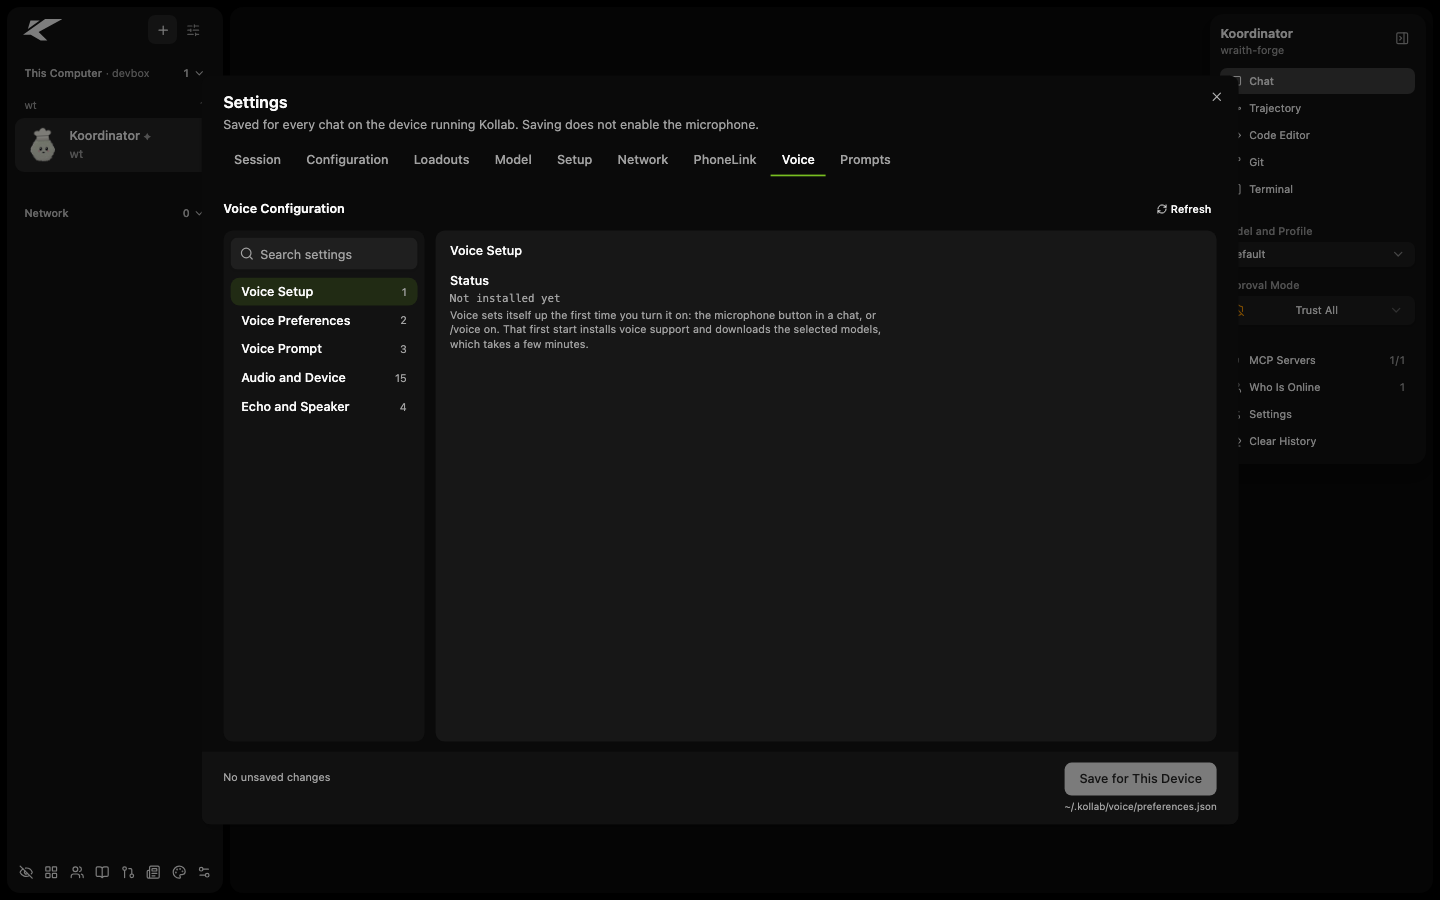 This Computer · devbox 1
wt
Koordinator
wt
Network 0
Settings
Saved for every chat on the device running Kollab. Saving does not enable the microphone.
Session Configuration Loadouts Model Setup Network PhoneLink Voice Prompts
Voice Configuration
Refresh
Search settings
Voice Setup 1
Voice Preferences 2
Voice Prompt 3
Audio and Device 15
Echo and Speaker 4
Voice Setup
Status
Not installed yet
Voice sets itself up the first time you turn it on: the microphone button in a chat, or
/voice on. That first start installs voice support and downloads the selected models,
which takes a few minutes.
No unsaved changes
Save for This Device
~/.kollab/voice/preferences.json
Koordinator
wraith-forge
Chat
Trajectory
Code Editor
Git
Terminal
del and Profile
efault
proval Mode
Trust All
MCP Servers 1/1
Who Is Online 1
Settings
Clear History